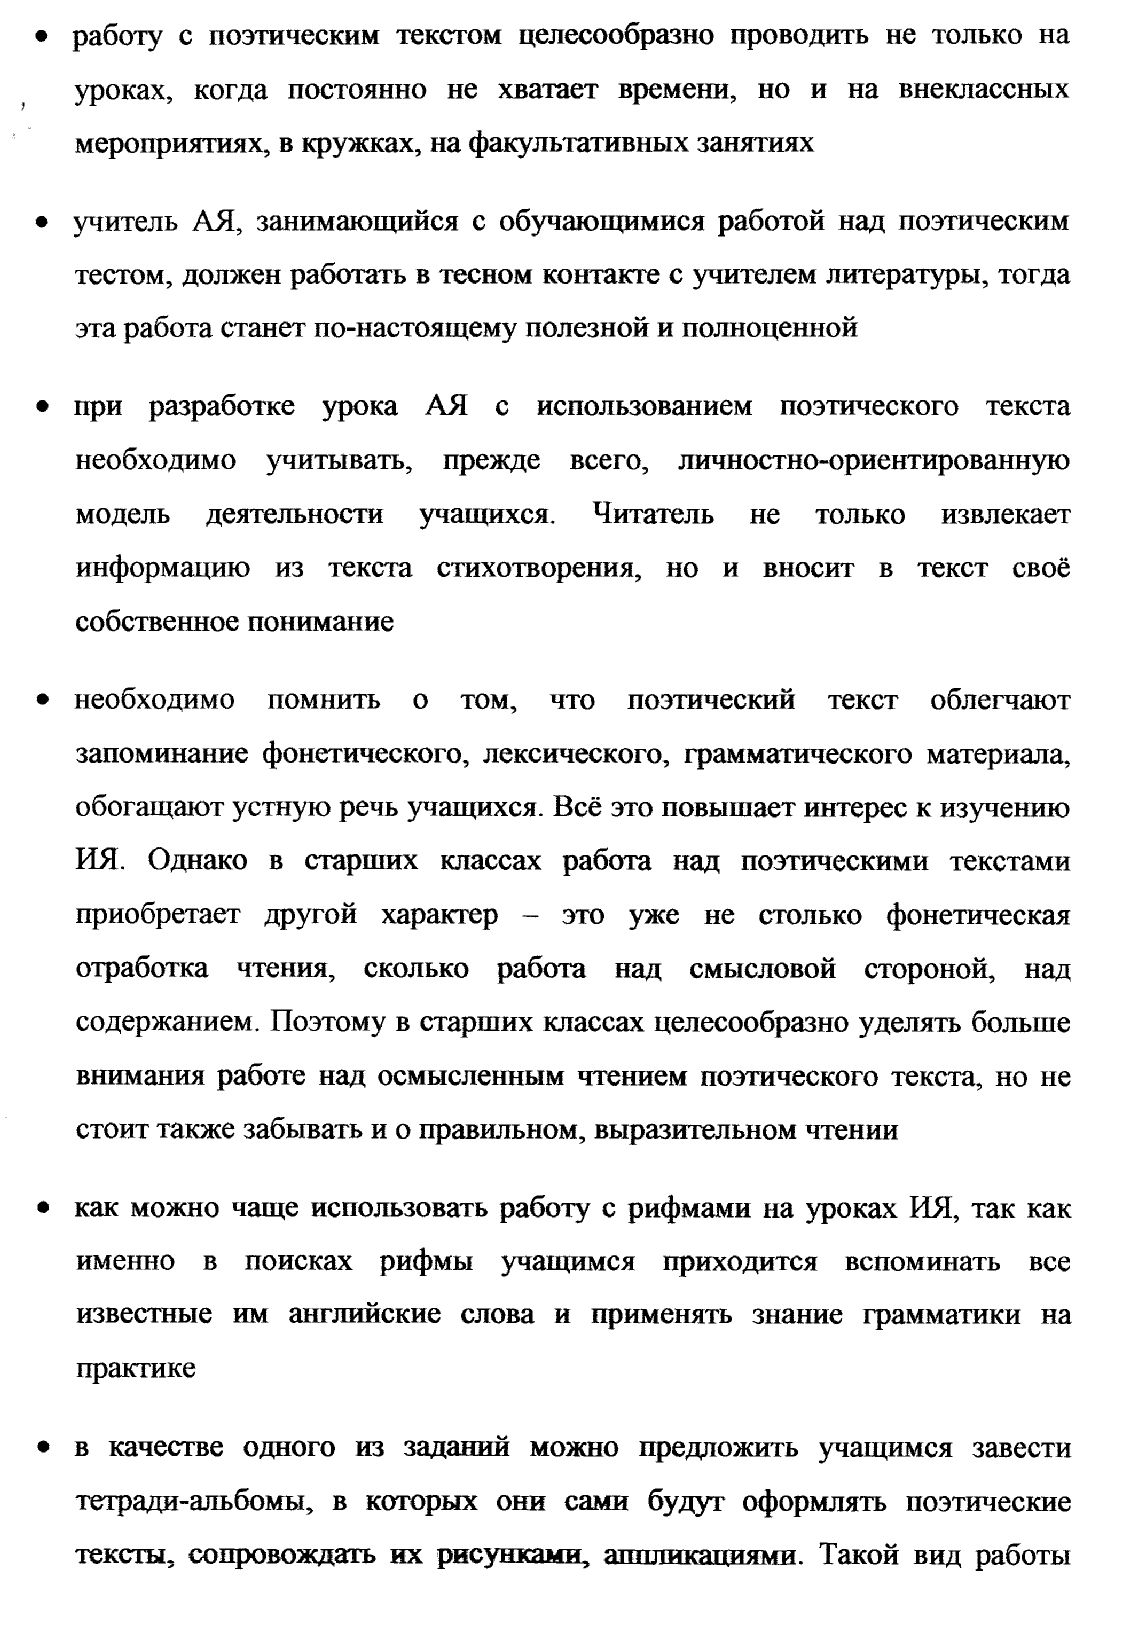 • работу с поэтическим текстом целесообразно проводить не только на
уроках, когда постоянно не хватает времени, но и на внеклассных
мероприятиях, в кружках, на факультативных занятиях
• учитель АЯ, занимающийся с обучающимися работой над поэтическим
тестом, должен работать в тесном контакте с учителем литературы, тогда
эта работа станет по-настоящему полезной и полноценной
• при разработке урока АЯ с использованием поэтического текста
необходимо учитывать, прежде всего, личностно-ориентированную
модель деятельности учащихся. Читатель не только извлекает
информацию из текста стихотворения, но и вносит в текст своё
собственное понимание
• необходимо помнить о том, что поэтический текст облегчают
запоминание фонетического, лексического, грамматического материала,
обогащают устную речь учащихся. Всё это повышает интерес к изучению
ИЯ. Однако в старших классах работа над поэтическими текстами
приобретает другой характер – это уже не столько фонетическая
отработка чтения, сколько работа над смысловой стороной, над
содержанием. Поэтому в старших классах целесообразно уделять больше
внимания работе над осмысленным чтением поэтического текста, но не
стоит также забывать и о правильном, выразительном чтении
• как можно чаще использовать работу с рифмами на уроках ИЯ, так как
именно в поисках рифмы учащимся приходится вспоминать все
известные им английские слова и применять знание грамматики на
практике
• в качестве одного из заданий можно предложить учащимся завести
тетради-альбомы, в которых они сами будут оформлять поэтические
тексты, сопровождать их рисунками, аппликациями. Такой вид работы